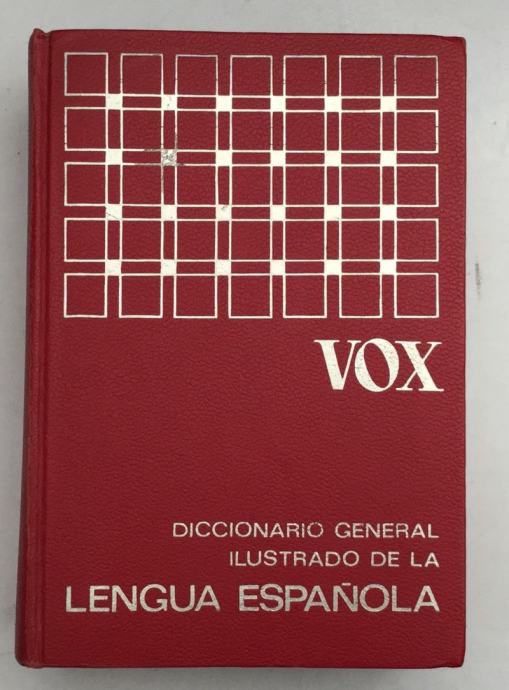 VOX
DICCIONARIO GENERAL
ILUSTRADO DE LA
LENGUA ESPAÑOLA